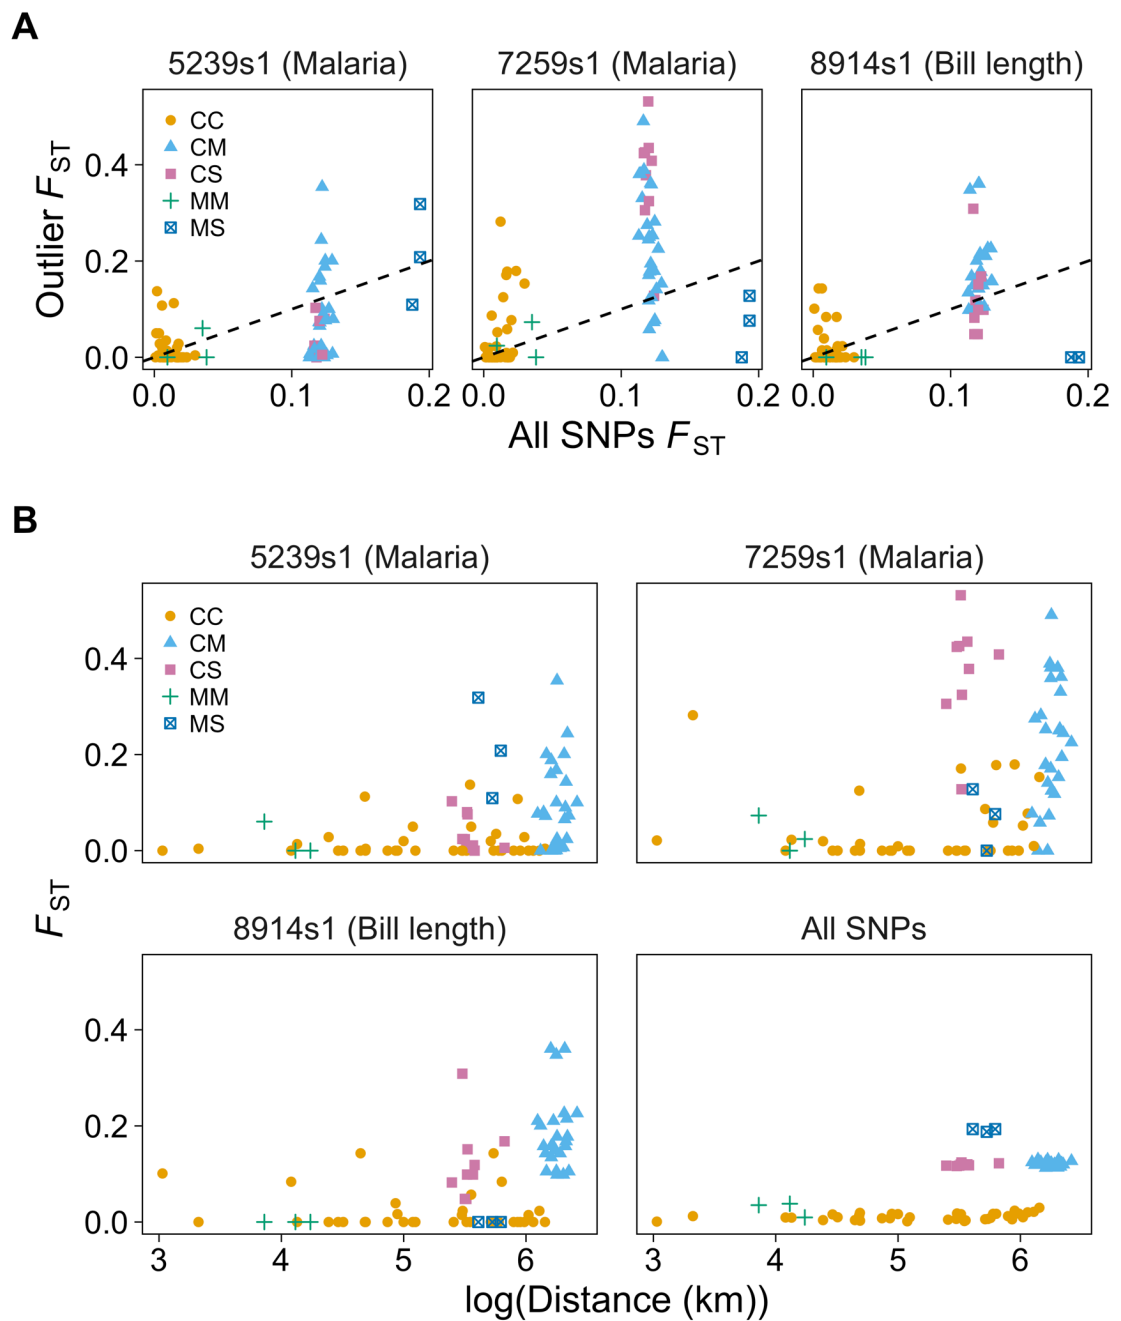 A
5239s1 (Malaria)
7259s1 (Malaria)
8914s1 (Bill length)
CC
CM
CS
MM
MS
Outlier FST
0.4
0.2
0.0
0.0 0.1 0.2
0.0 0.1 0.2
0.0 0.1 0.2
All SNPs FST
B
5239s1 (Malaria)
7259s1 (Malaria)
CC
CM
CS
MM
MS
0.4
0.2
0.0
FST
8914s1 (Bill length)
All SNPs
0.4
0.2
0.0
3 4 5 6
3 4 5 6
log(Distance (km))